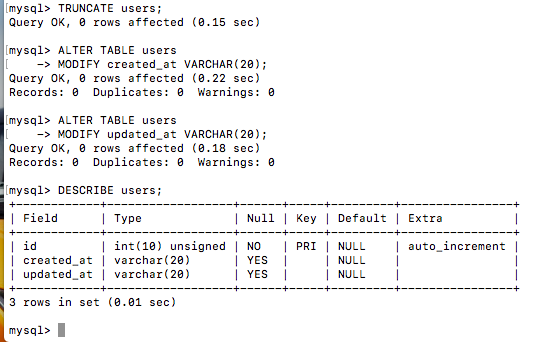 [mysql> TRUNCATE users;
Query OK, 0 rows affected (0.15 sec)
[mysql> ALTER TABLE users
[    -> MODIFY created_at VARCHAR(20);
Query OK, 0 rows affected (0.22 sec)
Records: 0  Duplicates: 0  Warnings: 0
[mysql> ALTER TABLE users
[    -> MODIFY updated_at VARCHAR(20);
Query OK, 0 rows affected (0.18 sec)
Records: 0  Duplicates: 0  Warnings: 0
[mysql> DESCRIBE users;
+------------+------------------+------+-----+---------+----------------+
| Field      | Type             | Null | Key | Default | Extra          |
+------------+------------------+------+-----+---------+----------------+
| id         | int(10) unsigned | NO   | PRI | NULL    | auto_increment |
| created_at | varchar(20)      | YES  |     | NULL    |                |
| updated_at | varchar(20)      | YES  |     | NULL    |                |
+------------+------------------+------+-----+---------+----------------+
3 rows in set (0.01 sec)
mysql>